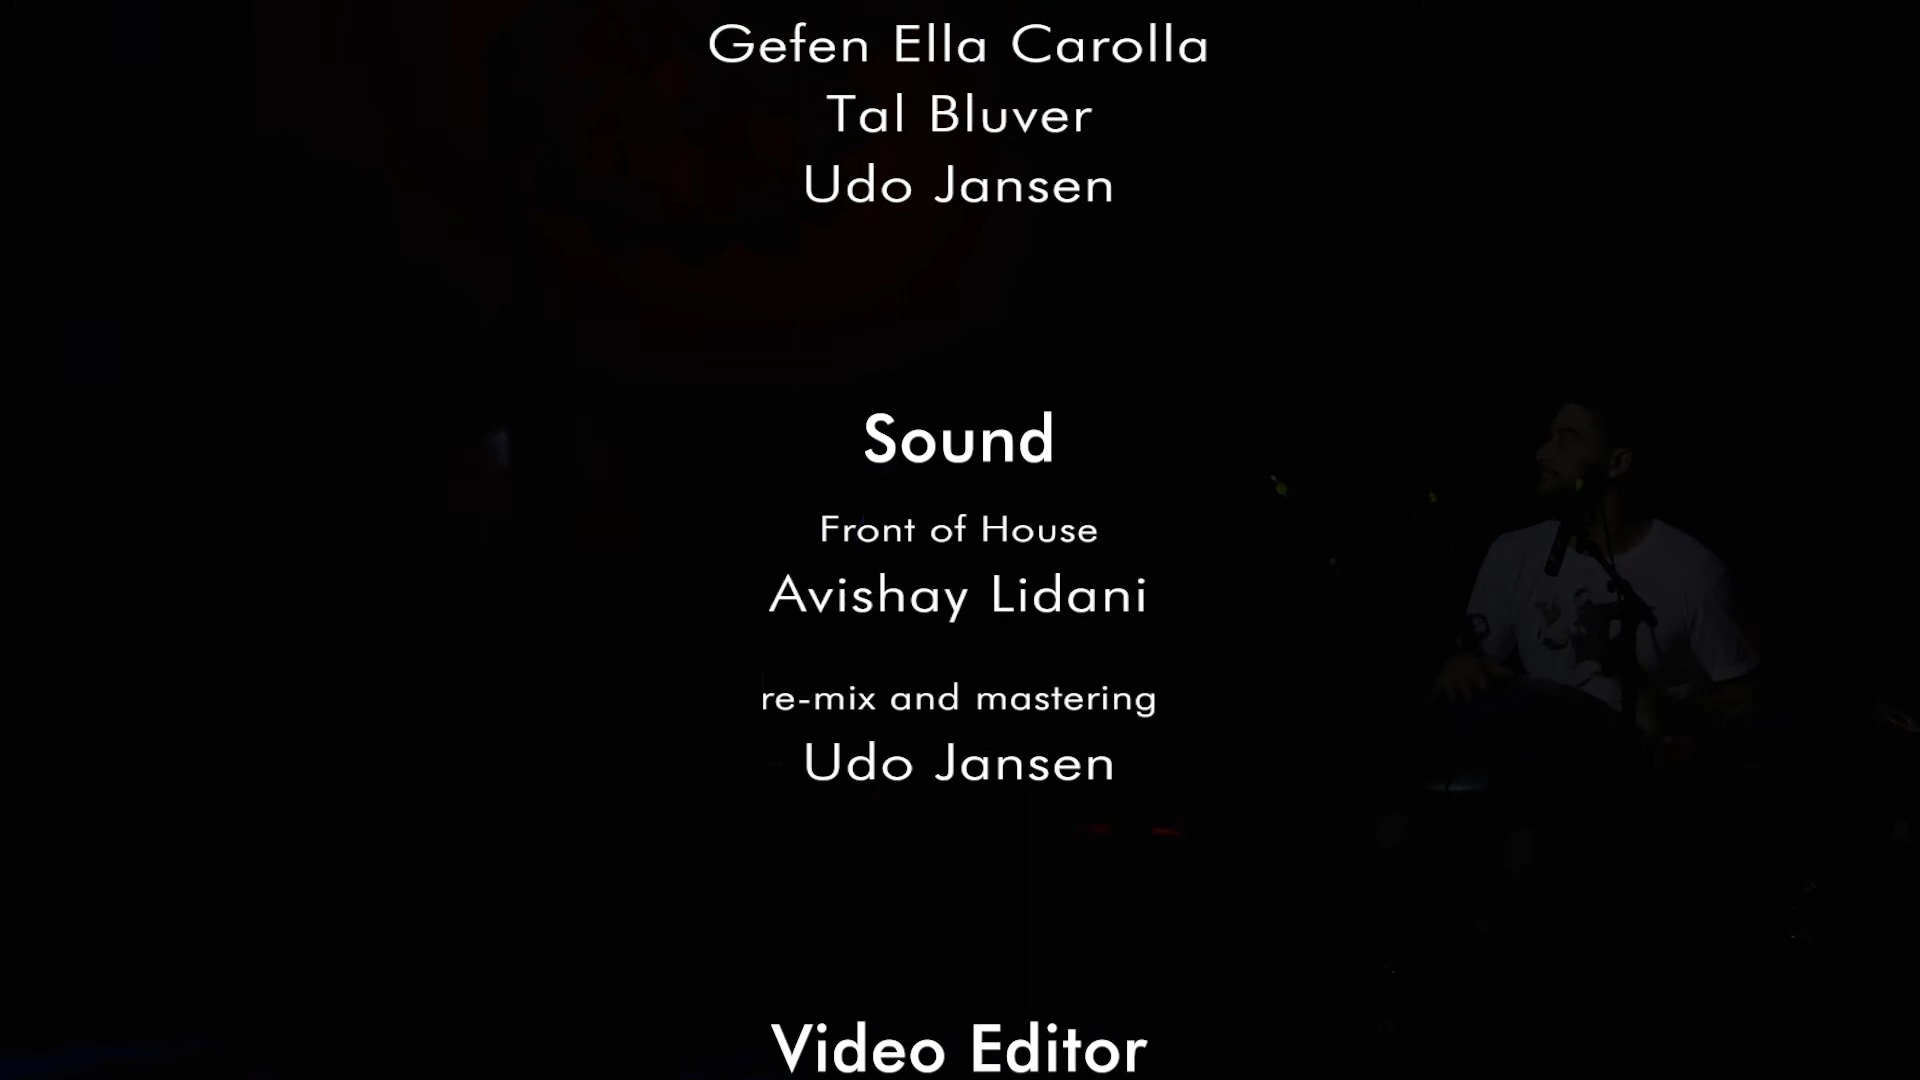 Gefen Ella Carolla
Tal Bluver
Udo Jansen
Sound
Front of House
Avishay Lidani
re-mix and mastering
Udo Jansen
Video Editor